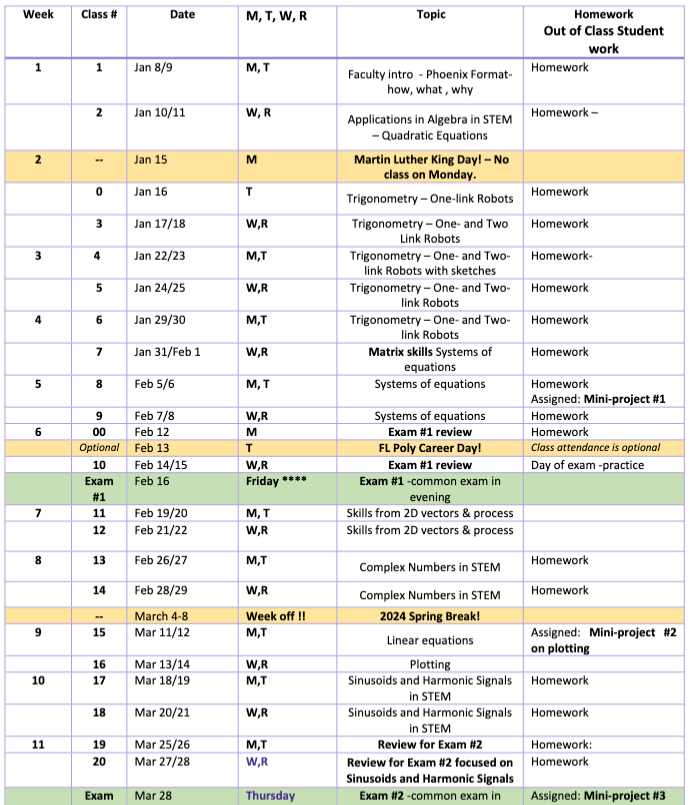 Week Class # Date M, T, W, R Topic Homework
Out of Class Student
work
1 1 Jan 8/9 M, T Faculty intro - Phoenix Format- Homework
how, what , why
2 Jan 10/11 W, R Applications in Algebra in STEM Homework –
– Quadratic Equations
2 -- Jan 15 M Martin Luther King Day! – No
class on Monday.
0 Jan 16 T Trigonometry – One-link Robots Homework
3 Jan 17/18 W,R Trigonometry – One- and Two Homework
Link Robots
3 4 Jan 22/23 M,T Trigonometry – One- and Two- Homework-
link Robots with sketches
5 Jan 24/25 W,R Trigonometry – One- and Two- Homework
link Robots
4 6 Jan 29/30 M,T Trigonometry – One- and Two- Homework
link Robots
7 Jan 31/Feb 1 W,R Matrix skills Systems of Homework
equations
5 8 Feb 5/6 M, T Systems of equations Homework
Assigned: Mini-project #1
9 Feb 7/8 W,R Systems of equations Homework
6 00 Feb 12 M Exam #1 review Homework
Optional Feb 13 T FL Poly Career Day! Class attendance is optional
10 Feb 14/15 W,R Exam #1 review Day of exam -practice
Exam Feb 16 Friday **** Exam #1 -common exam in
#1 evening
7 11 Feb 19/20 M, T Skills from 2D vectors & process
12 Feb 21/22 W,R Skills from 2D vectors & process
8 13 Feb 26/27 M,T Complex Numbers in STEM Homework
14 Feb 28/29 W,R Complex Numbers in STEM Homework
-- March 4-8 Week off !! 2024 Spring Break!
9 15 Mar 11/12 M,T Linear equations Assigned: Mini-project #2
on plotting
16 Mar 13/14 W,R Plotting
10 17 Mar 18/19 M,T Sinusoids and Harmonic Signals Homework
in STEM
18 Mar 20/21 W,R Sinusoids and Harmonic Signals Homework
in STEM
11 19 Mar 25/26 M,T Review for Exam #2 Homework:
20 Mar 27/28 W,R Review for Exam #2 focused on Homework
Sinusoids and Harmonic Signals
Exam Mar 28 Thursday Exam #2 -common exam in Assigned: Mini-project #3